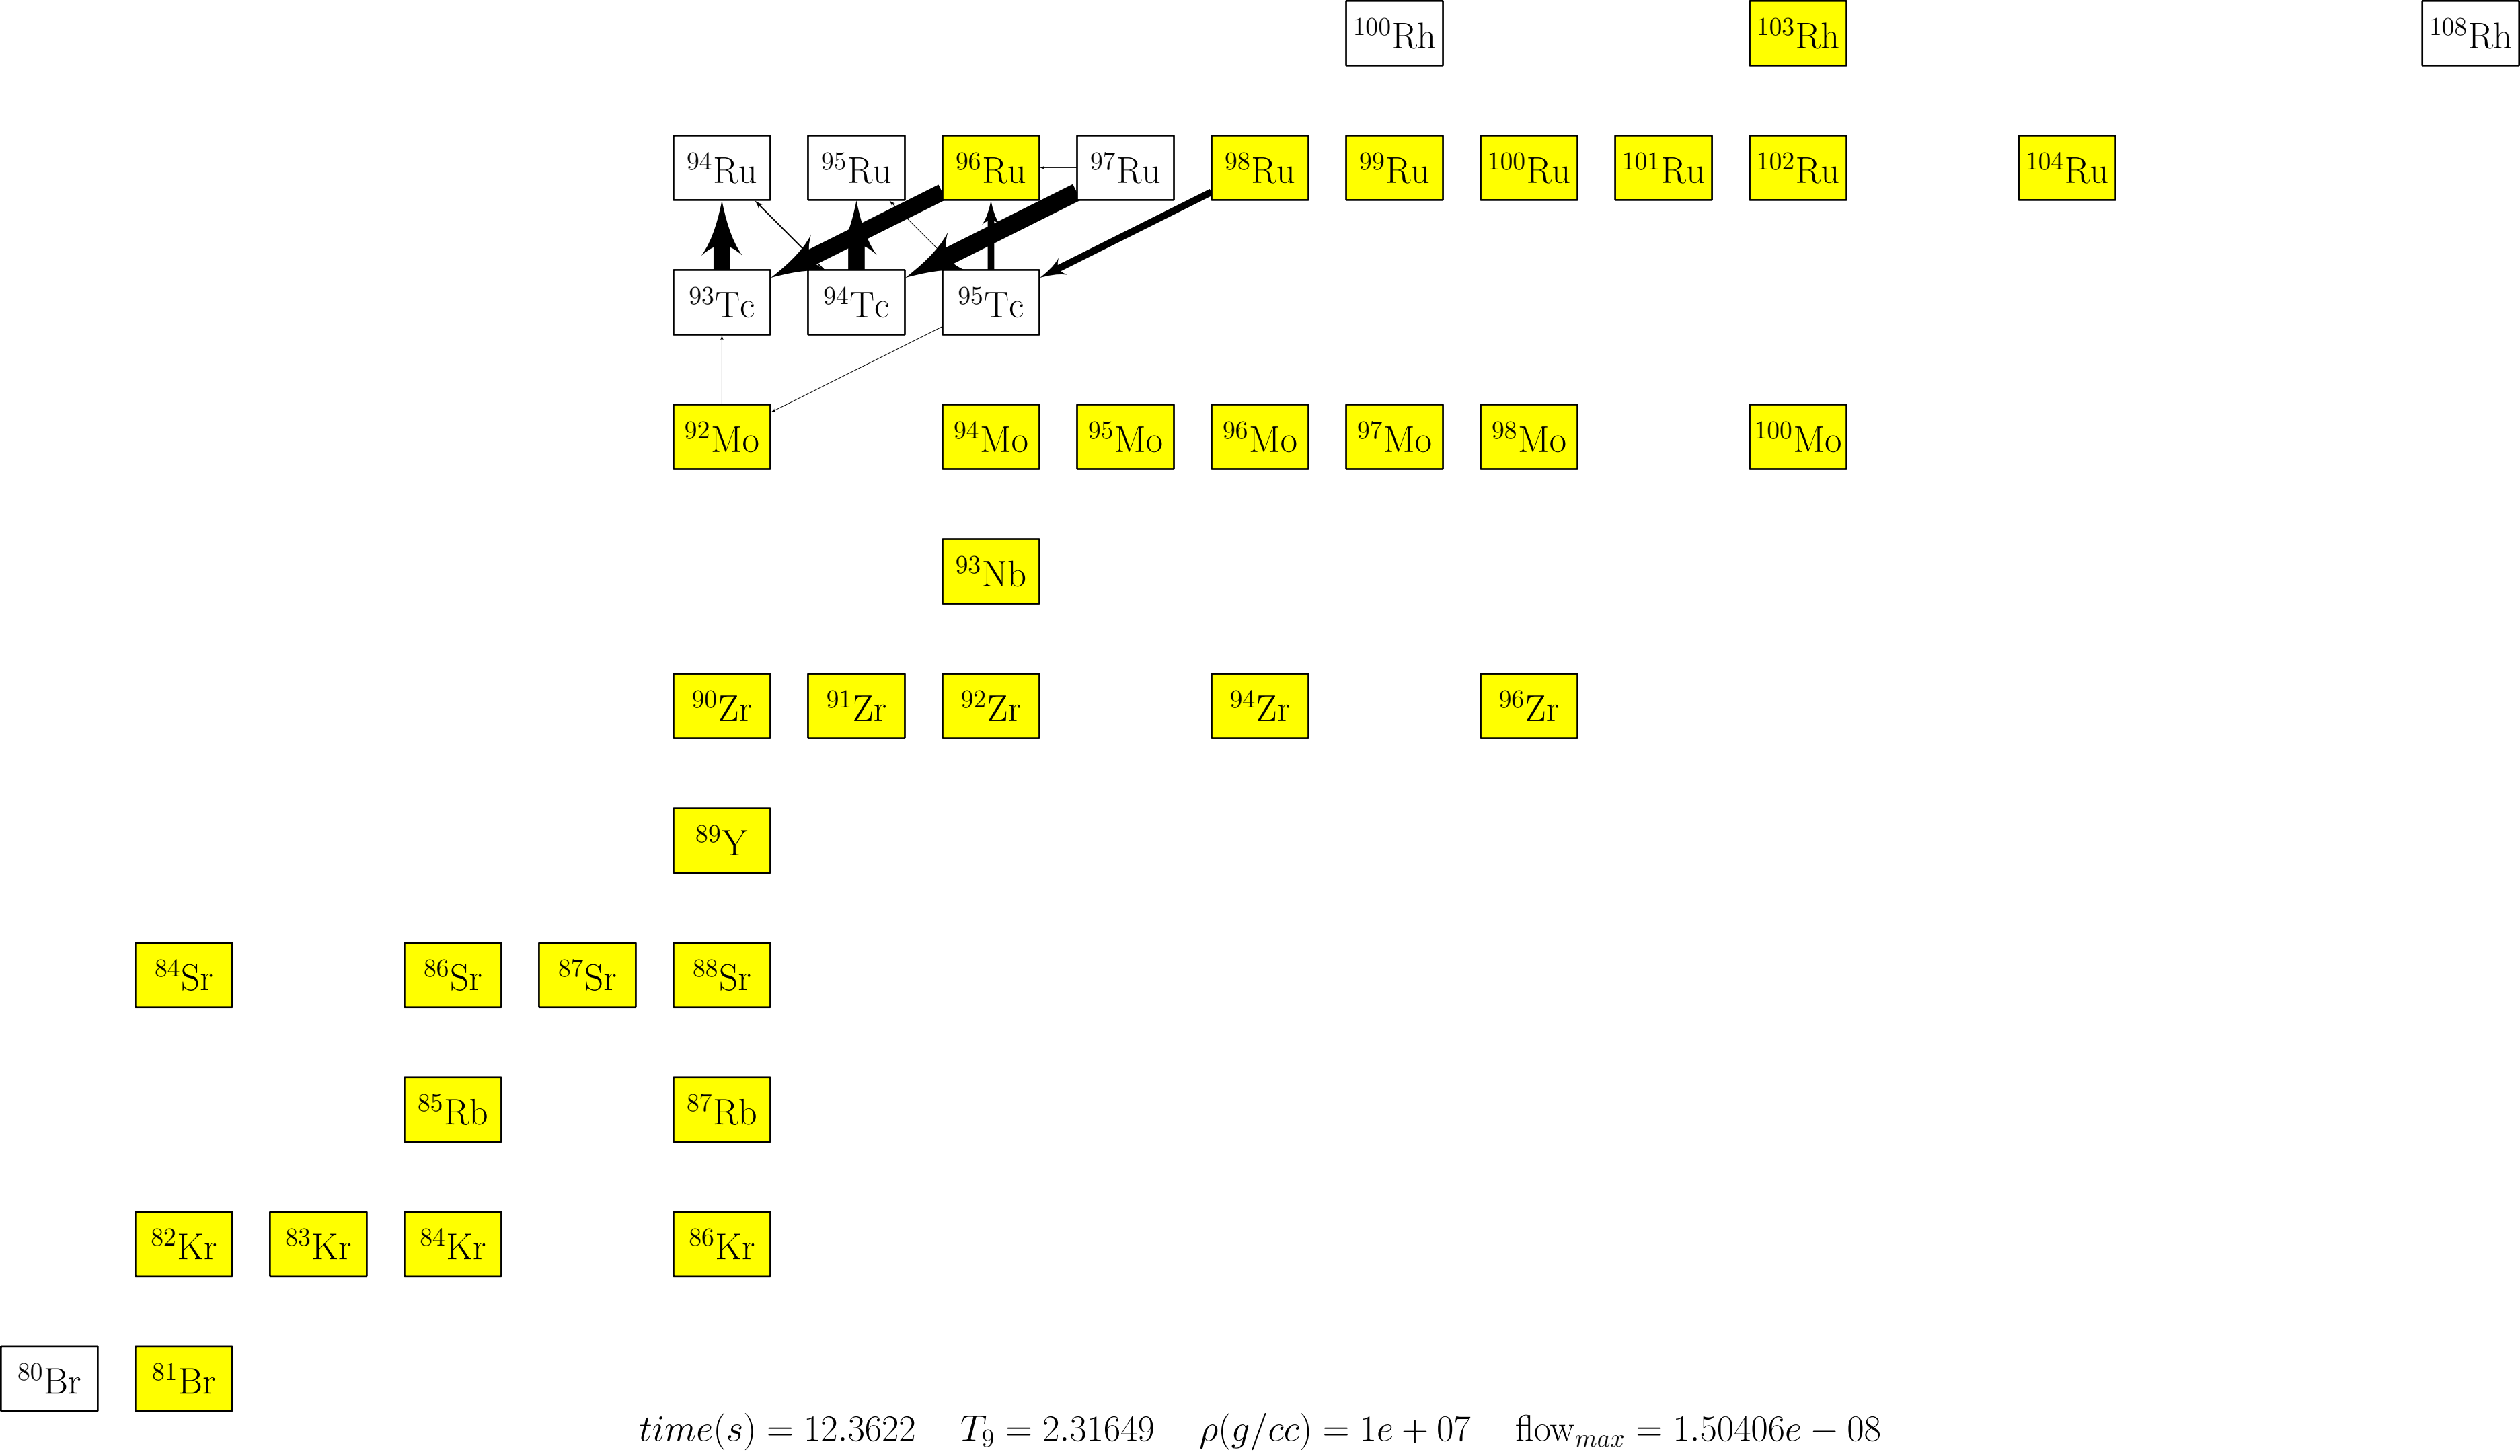 ¹⁰⁰Rh ¹⁰³Rh ¹⁰⁸Rh
⁹⁴Ru ⁹⁵Ru ⁹⁶Ru ⁹⁷Ru ⁹⁸Ru ⁹⁹Ru ¹⁰⁰Ru ¹⁰¹Ru ¹⁰²Ru ¹⁰⁴Ru
⁹³Tc ⁹⁴Tc ⁹⁵Tc
⁹²Mo ⁹⁴Mo ⁹⁵Mo ⁹⁶Mo ⁹⁷Mo ⁹⁸Mo ¹⁰⁰Mo
⁹³Nb
⁹⁰Zr ⁹¹Zr ⁹²Zr ⁹⁴Zr ⁹⁶Zr
⁸⁹Y
⁸⁴Sr ⁸⁶Sr ⁸⁷Sr ⁸⁸Sr
⁸⁵Rb ⁸⁷Rb
⁸²Kr ⁸³Kr ⁸⁴Kr ⁸⁶Kr
⁸⁰Br ⁸¹Br
time(s) = 12.3622 T₉ = 2.31649 ρ(g/cc) = 1e + 07 flow_max = 1.50406e − 08